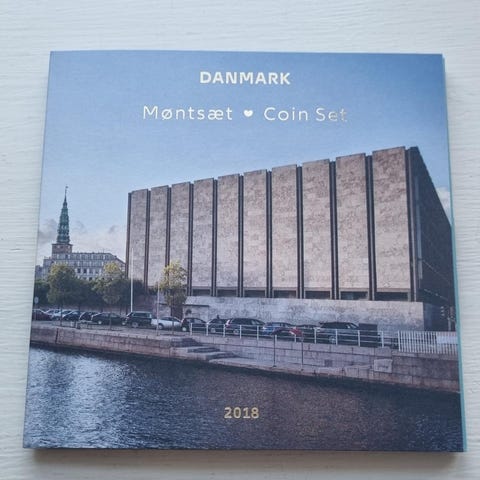 DANMARK
Møntsæt ♥ Coin Set
2018